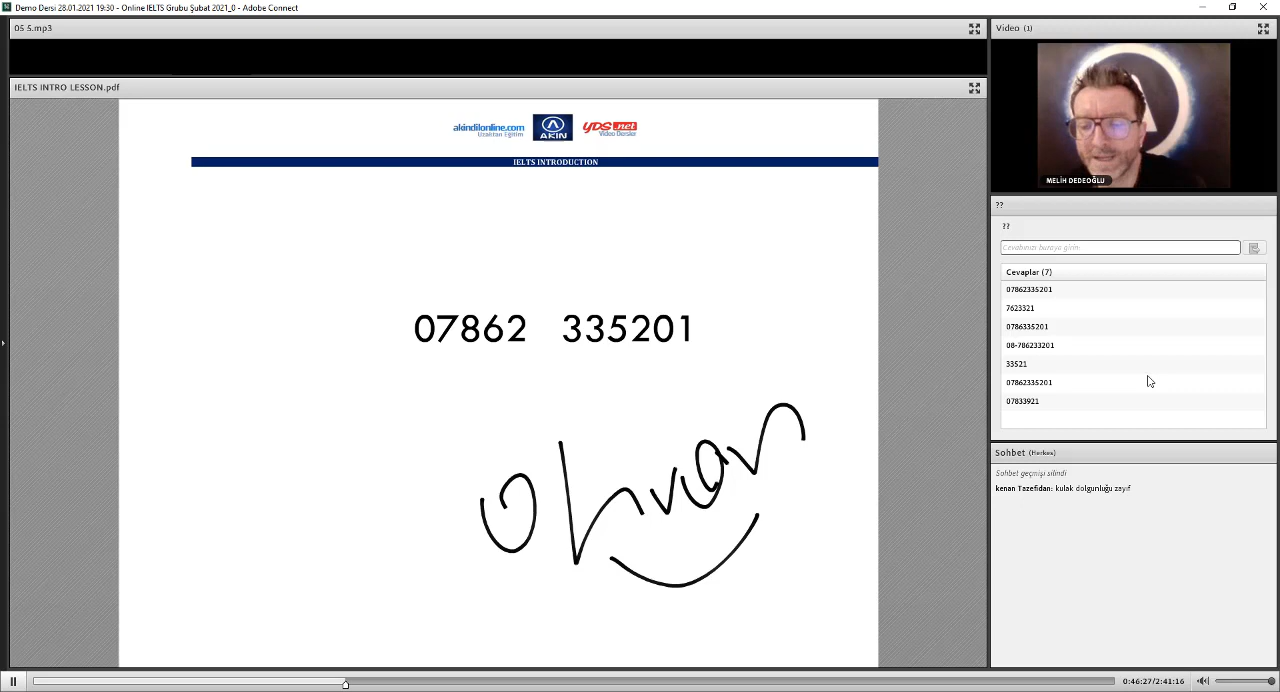 Demo Dersi 28.01.2021 19:30 - Online IELTS Grubu Şubat 2021_0 - Adobe Connect
05 5.mp3
IELTS INTRO LESSON.pdf
akindilonline.com
Uzaktan Eğitim
AKIN
YDS.net
Video Dersler
IELTS INTRODUCTION
07862 335201
Video (1)
MELİH DEDEOĞLU
??
??
Cevabınızı buraya girin:
Cevaplar (7)
07862335201
7623321
0786335201
08-786233201
33521
07862335201
07833921
Sohbet (Herkes)
Sohbet geçmişi silindi
kenan Tazefidan: kulak dolgunluğu zayıf
0:46:27/2:41:16